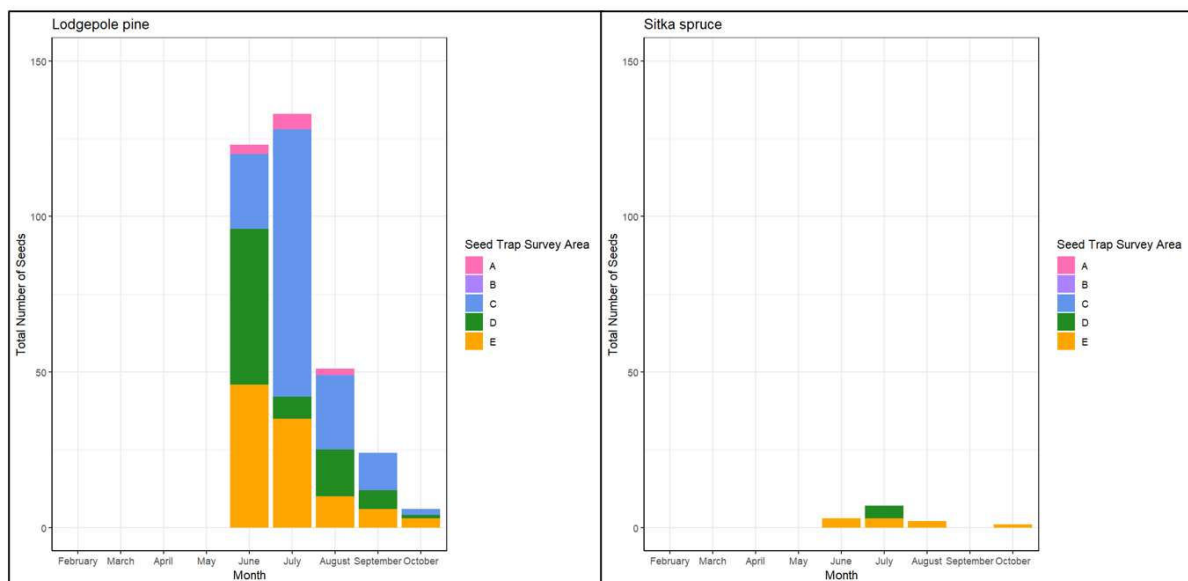 Lodgepole pine
150
100
50
0
Total Number of Seeds
February March April May June July August September October
Month
Seed Trap Survey Area
A
B
C
D
E
Sitka spruce
150
100
50
0
Total Number of Seeds
February March April May June July August September October
Month
Seed Trap Survey Area
A
B
C
D
E